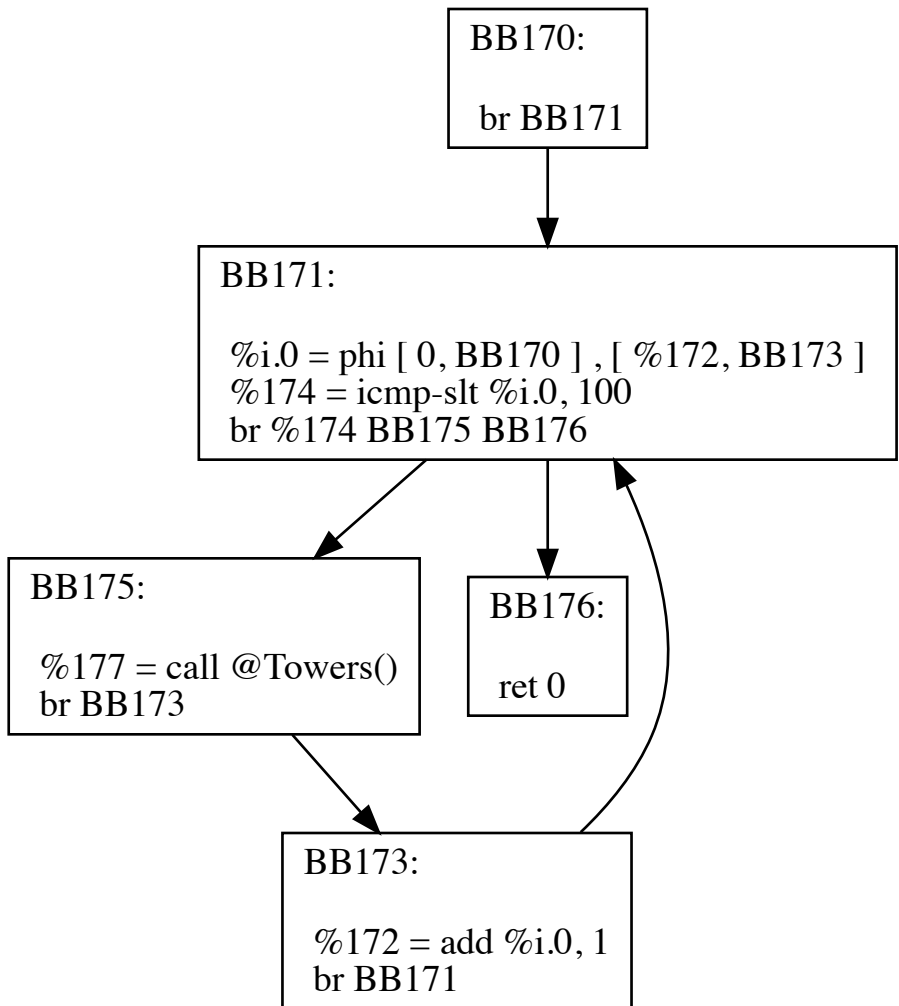 BB170:
br BB171
BB171:
%i.0 = phi [ 0, BB170 ] , [ %172, BB173 ]
%174 = icmp-slt %i.0, 100
br %174 BB175 BB176
BB175:
%177 = call @Towers()
br BB173
BB176:
ret 0
BB173:
%172 = add %i.0, 1
br BB171